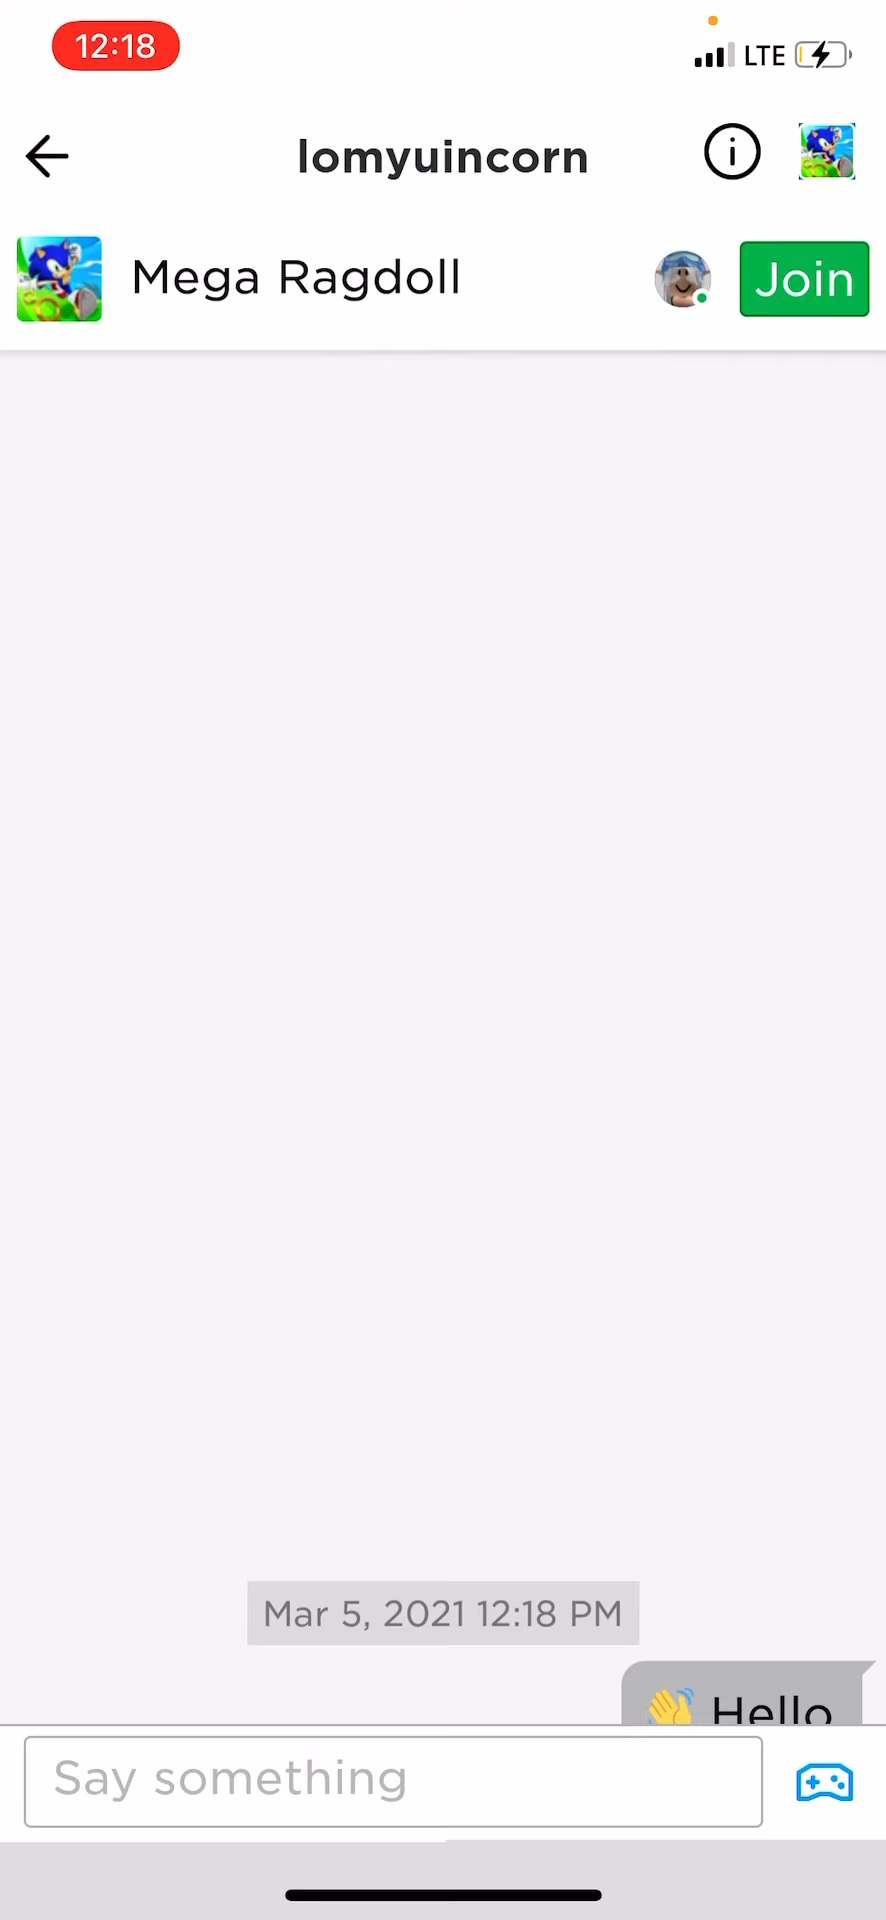 12:18
LTE
lomyuincorn
Mega Ragdoll
Join
Mar 5, 2021 12:18 PM
👋 Hello
Say something